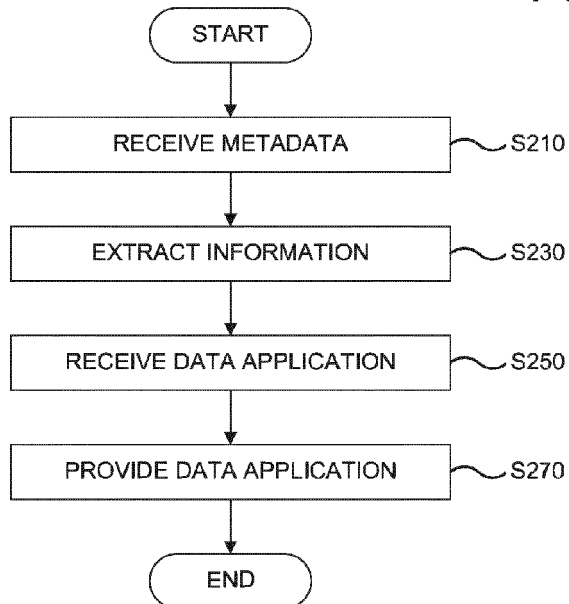 START
RECEIVE METADATA S210
EXTRACT INFORMATION S230
RECEIVE DATA APPLICATION S250
PROVIDE DATA APPLICATION S270
END